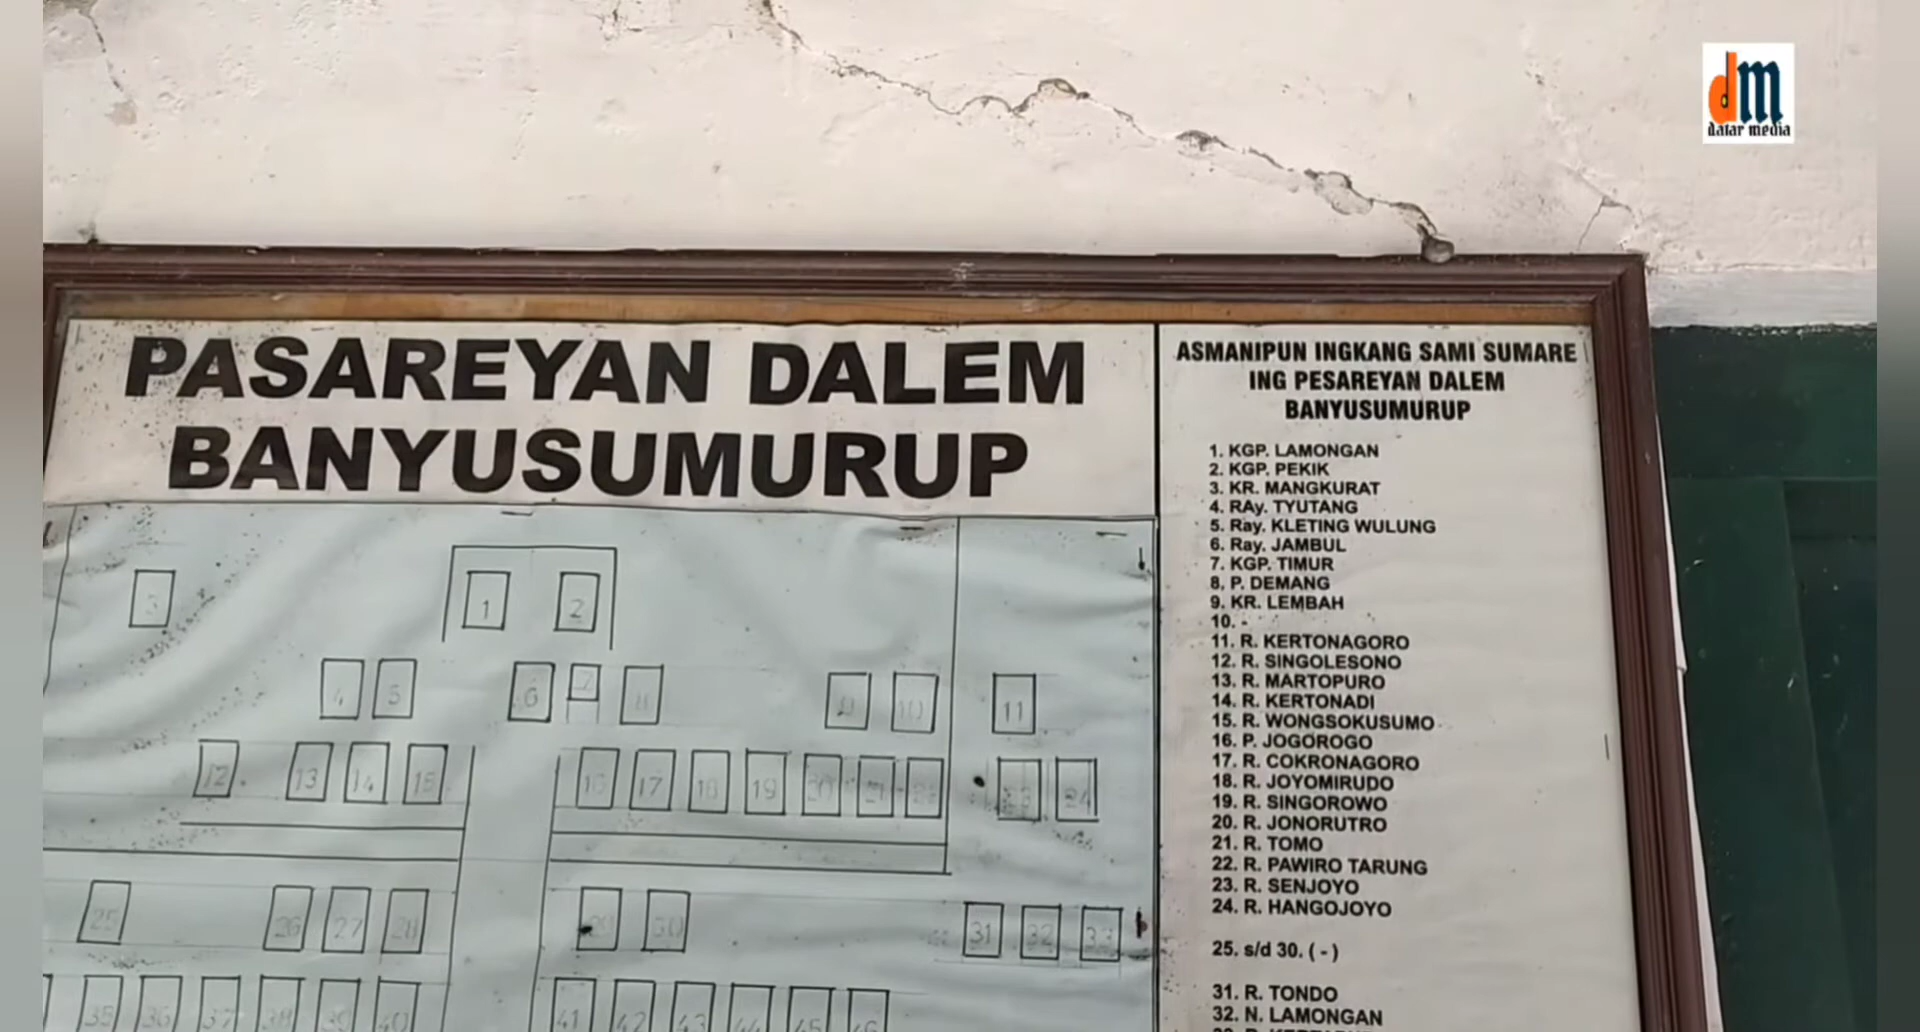 dm
datar media
PASAREYAN DALEM
BANYUSUMURUP
ASMANIPUN INGKANG SAMI SUMARE
ING PESAREYAN DALEM
BANYUSUMURUP
1. KGP. LAMONGAN
2. KGP. PEKIK
3. KR. MANGKURAT
4. RAy. TYUTANG
5. Ray. KLETING WULUNG
6. Ray. JAMBUL
7. KGP. TIMUR
8. P. DEMANG
9. KR. LEMBAH
10. -
11. R. KERTONAGORO
12. R. SINGOLESONO
13. R. MARTOPURO
14. R. KERTONADI
15. R. WONGSOKUSUMO
16. P. JOGOROGO
17. R. COKRONAGORO
18. R. JOYOMIRUDO
19. R. SINGOROWO
20. R. JONORUTRO
21. R. TOMO
22. R. PAWIRO TARUNG
23. R. SENJOYO
24. R. HANGOJOYO
25. s/d 30. ( - )
31. R. TONDO
32. N. LAMONGAN
3 1 2
4 5 6 7 8 9 10 11
12 13 14 15 16 17 18 19 20 21 22 23 24
25 26 27 28 29 30 31 32 33
35 36 37 38 39 40 41 42 43 44 45 46